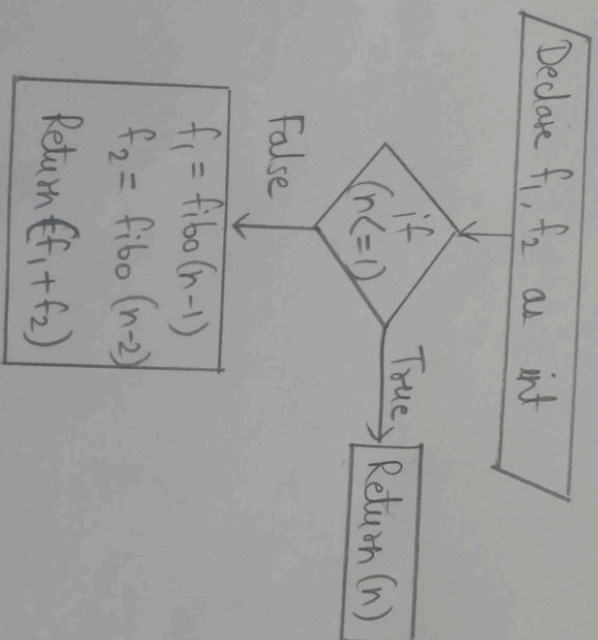 Declare f₁, f₂ as int
if
(n<=1)
True
Return (n)
False
f₁ = fibo(n-1)
f₂ = fibo (n-2)
Return (f₁ + f₂)